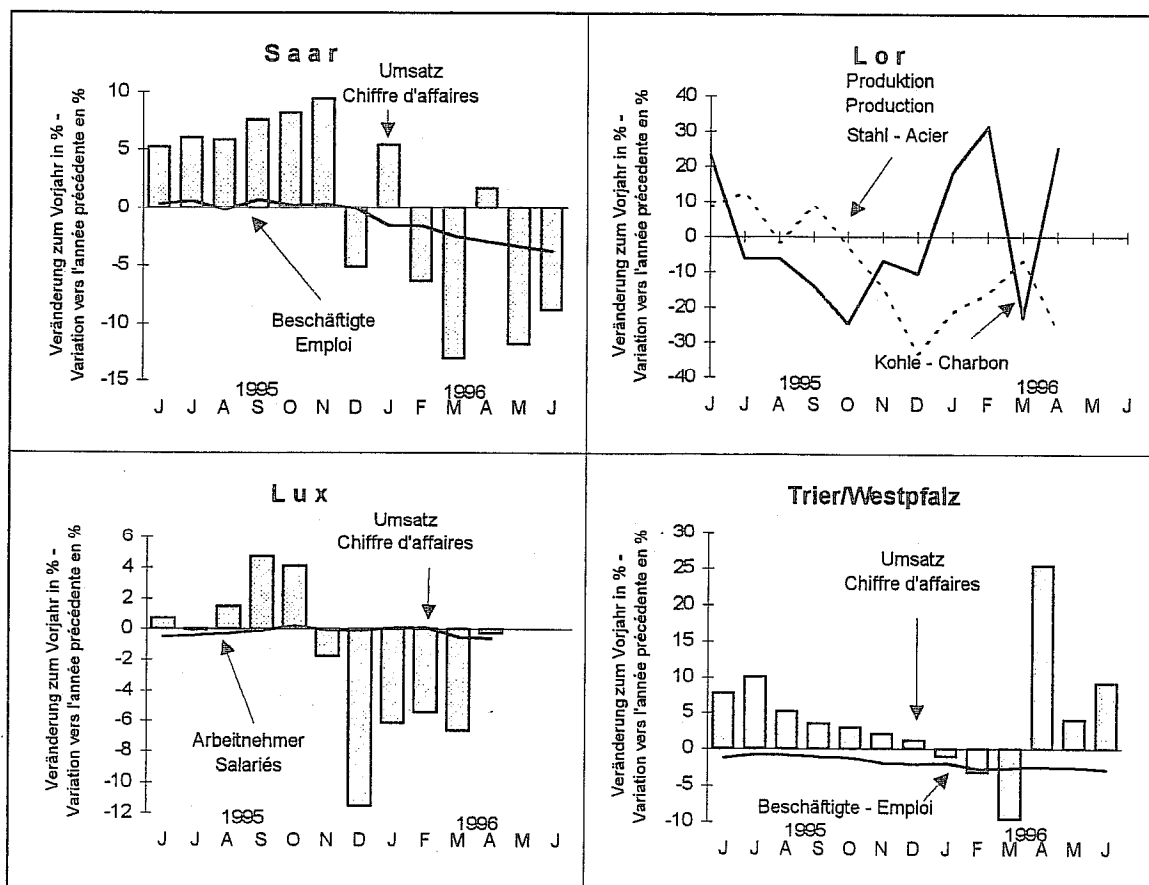 Saar
Veränderung zum Vorjahr in % -
Variation vers l'année précédente en %
Umsatz
Chiffre d'affaires
10
5
0
-5
-10
-15
Beschäftigte
Emploi
1995
1996
J J A S O N D J F M A M J
Lor
Veränderung zum Vorjahr in % -
Variation vers l'année précédente en %
Produktion
Production
Stahl - Acier
40
30
20
10
0
-10
-20
-30
-40
Kohle - Charbon
1995
1996
J J A S O N D J F M A M J
Lux
Veränderung zum Vorjahr in % -
Variation vers l'année précédente en %
Umsatz
Chiffre d'affaires
6
4
2
0
-2
-4
-6
-8
-10
-12
Arbeitnehmer
Salariés
1995
1996
J J A S O N D J F M A M J
Trier/Westpfalz
Veränderung zum Vorjahr in % -
Variation vers l'année précédente en %
Umsatz
Chiffre d'affaires
30
25
20
15
10
5
0
-5
-10
Beschäftigte - Emploi
1995
1996
J J A S O N D J F M A M J